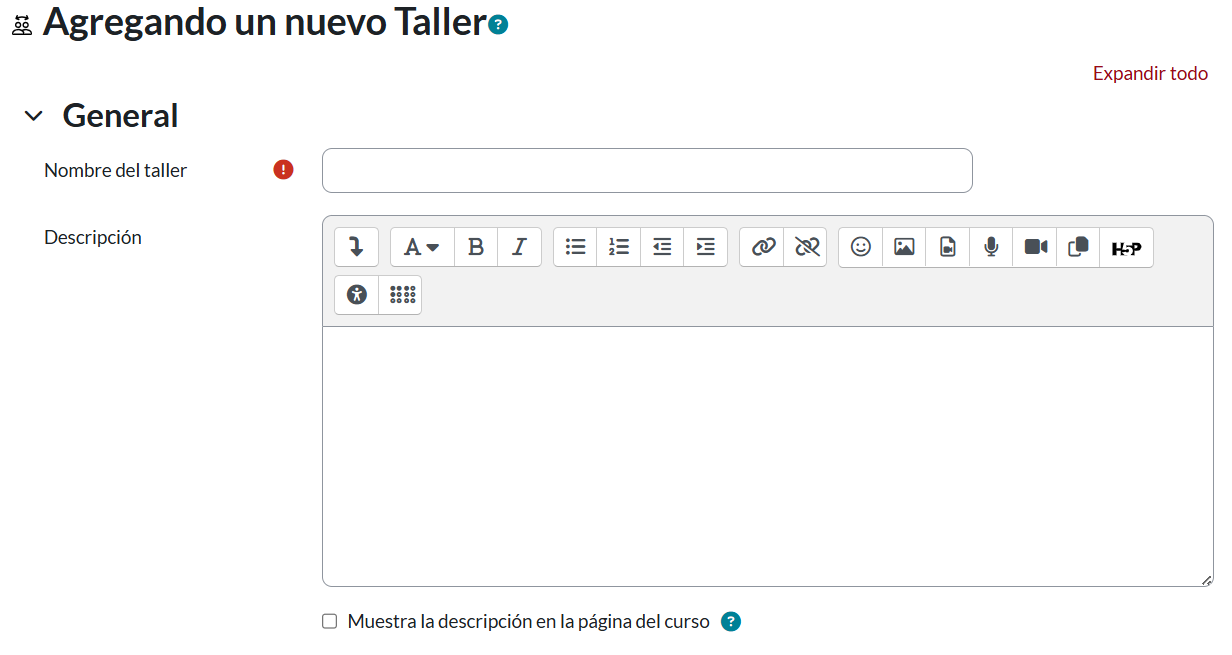 Agregando un nuevo Taller
Expandir todo
General
Nombre del taller
Descripción
H5P
Muestra la descripción en la página del curso